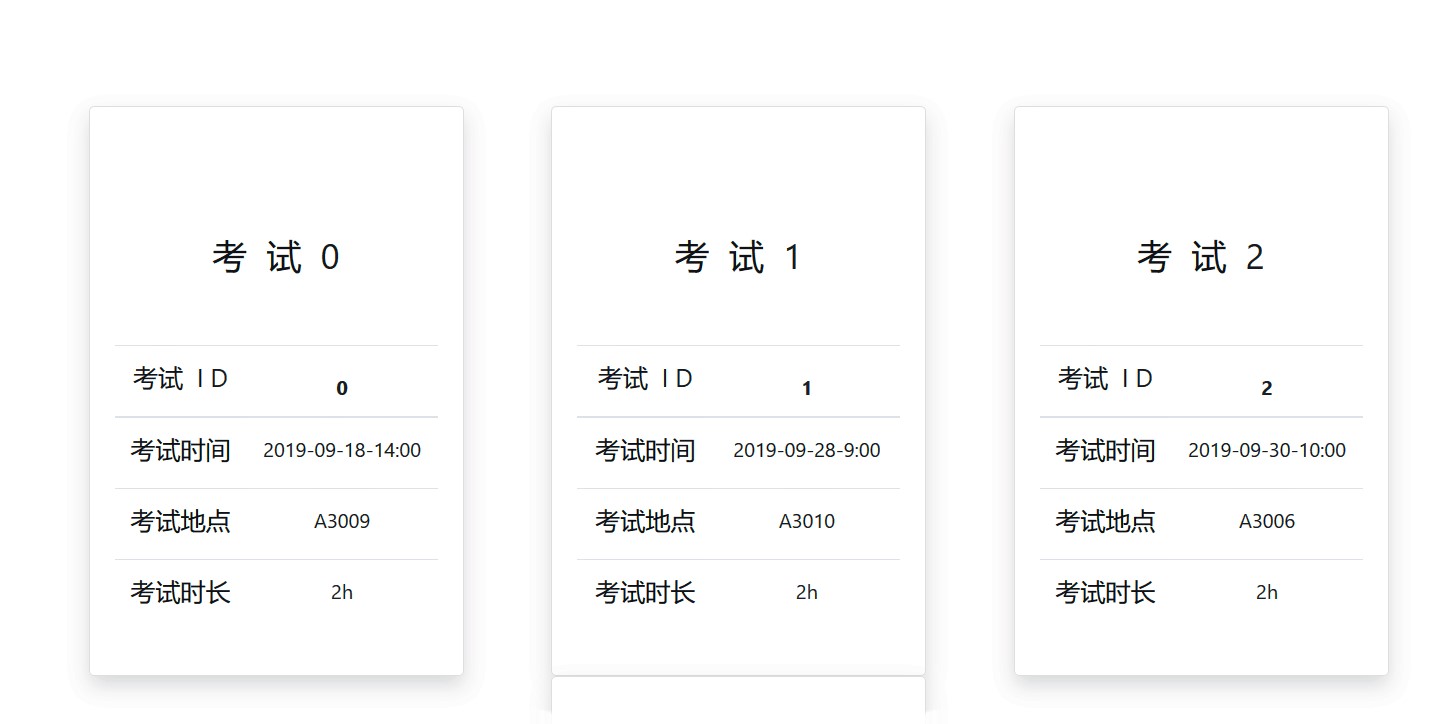 考 试 0
考试 ID 0
考试时间 2019-09-18-14:00
考试地点 A3009
考试时长 2h
考 试 1
考试 ID 1
考试时间 2019-09-28-9:00
考试地点 A3010
考试时长 2h
考 试 2
考试 ID 2
考试时间 2019-09-30-10:00
考试地点 A3006
考试时长 2h